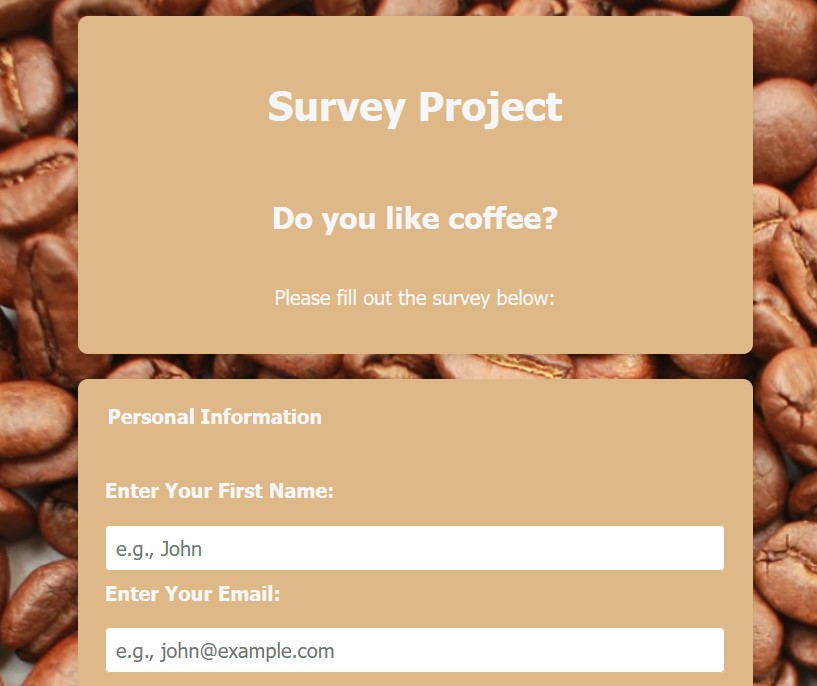 Survey Project
Do you like coffee?
Please fill out the survey below:
Personal Information
Enter Your First Name:
e.g., John
Enter Your Email:
e.g., john@example.com